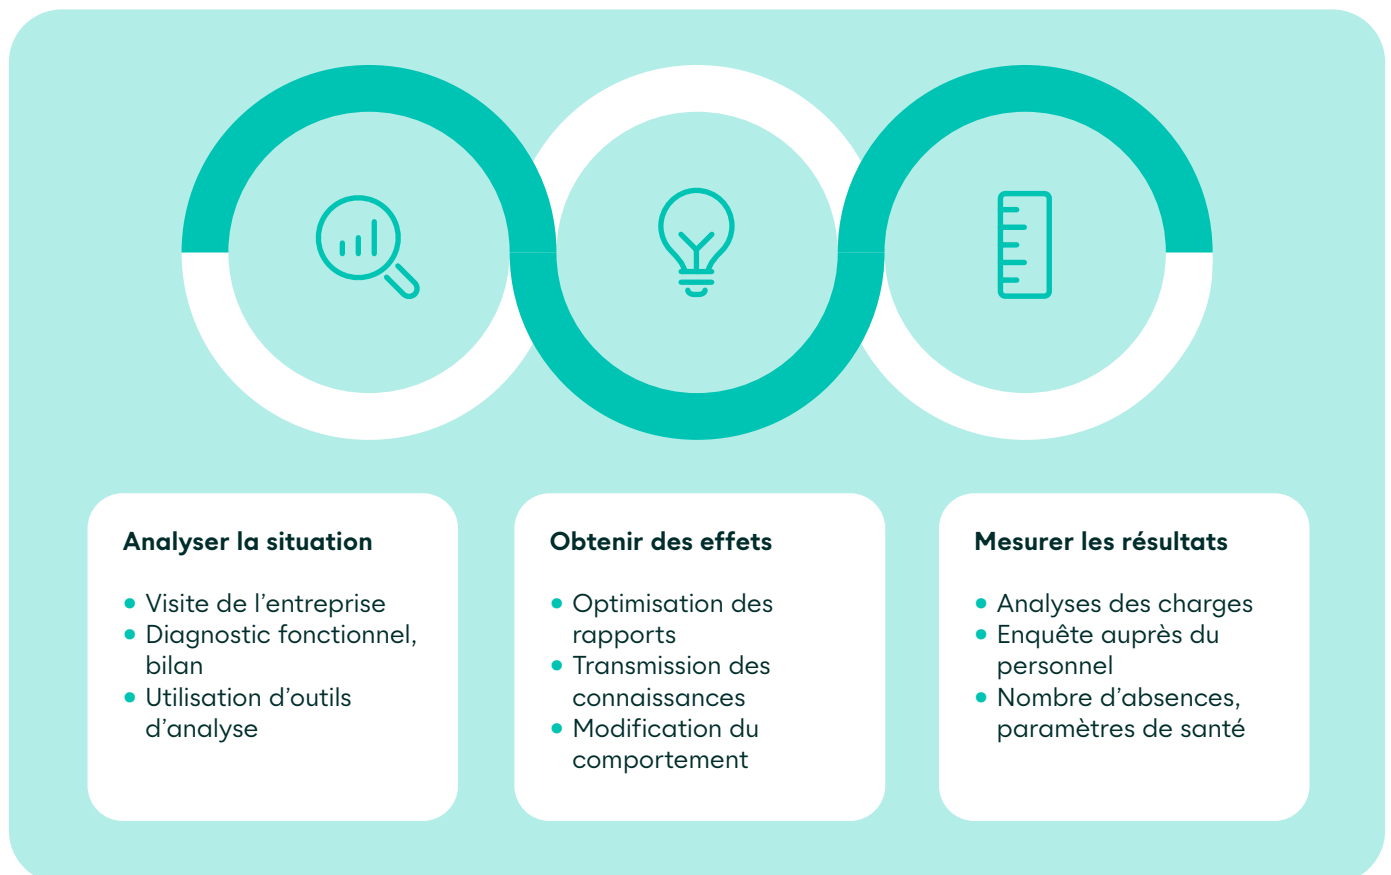 Analyser la situation
• Visite de l’entreprise
• Diagnostic fonctionnel,
bilan
• Utilisation d’outils
d’analyse
Obtenir des effets
• Optimisation des
rapports
• Transmission des
connaissances
• Modification du
comportement
Mesurer les résultats
• Analyses des charges
• Enquête auprès du
personnel
• Nombre d’absences,
paramètres de santé